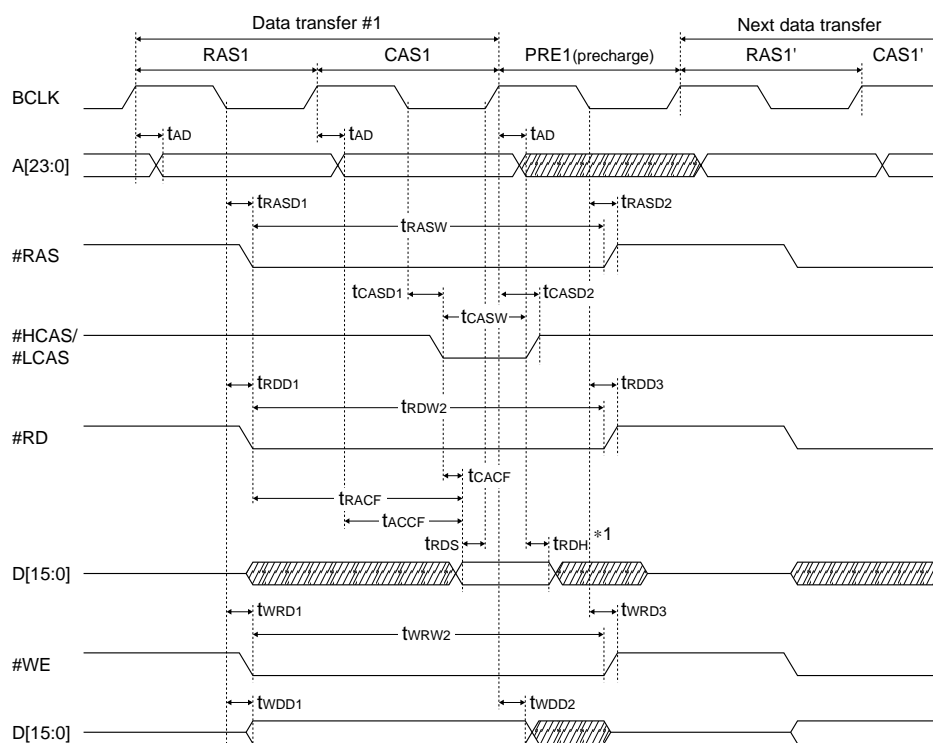 Data transfer #1 Next data transfer
RAS1 CAS1 PRE1(precharge) RAS1' CAS1'
BCLK
tAD tAD tAD
A[23:0]
tRASD1 tRASD2
tRASW
#RAS
tCASD1 tCASD2
tCASW
#HCAS/
#LCAS
tRDD1 tRDD3
tRDW2
#RD
tCACF
tRACF
tACCF
tRDS tRDH *1
D[15:0]
tWRD1 tWRD3
tWRW2
#WE
tWDD1 tWDD2
D[15:0]